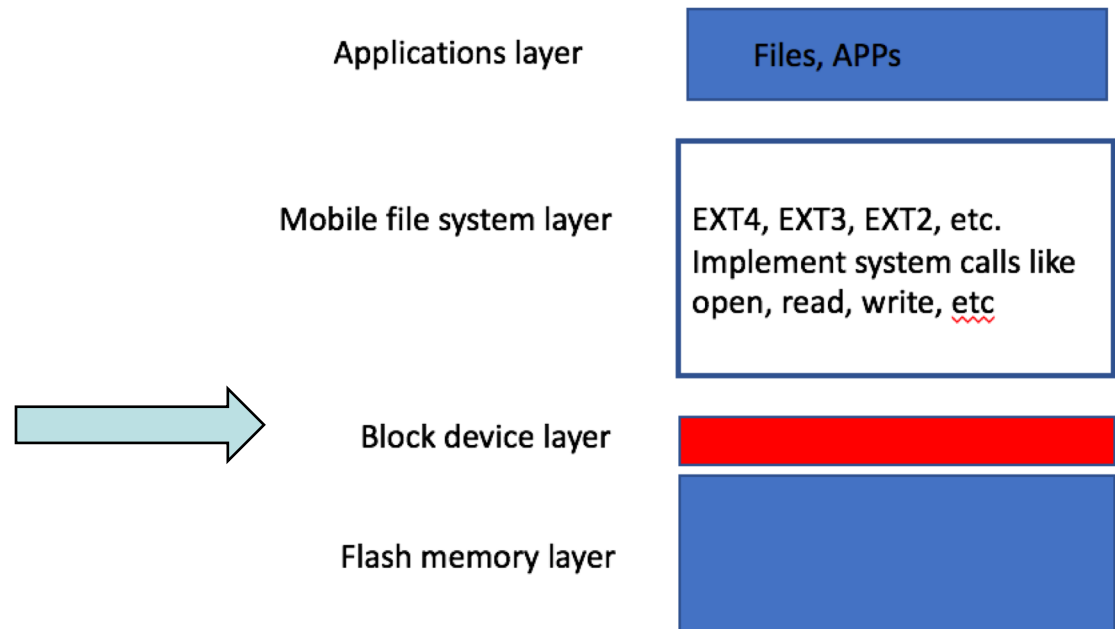 Applications layer
Files, APPs
Mobile file system layer
EXT4, EXT3, EXT2, etc.
Implement system calls like
open, read, write, etc
Block device layer
Flash memory layer